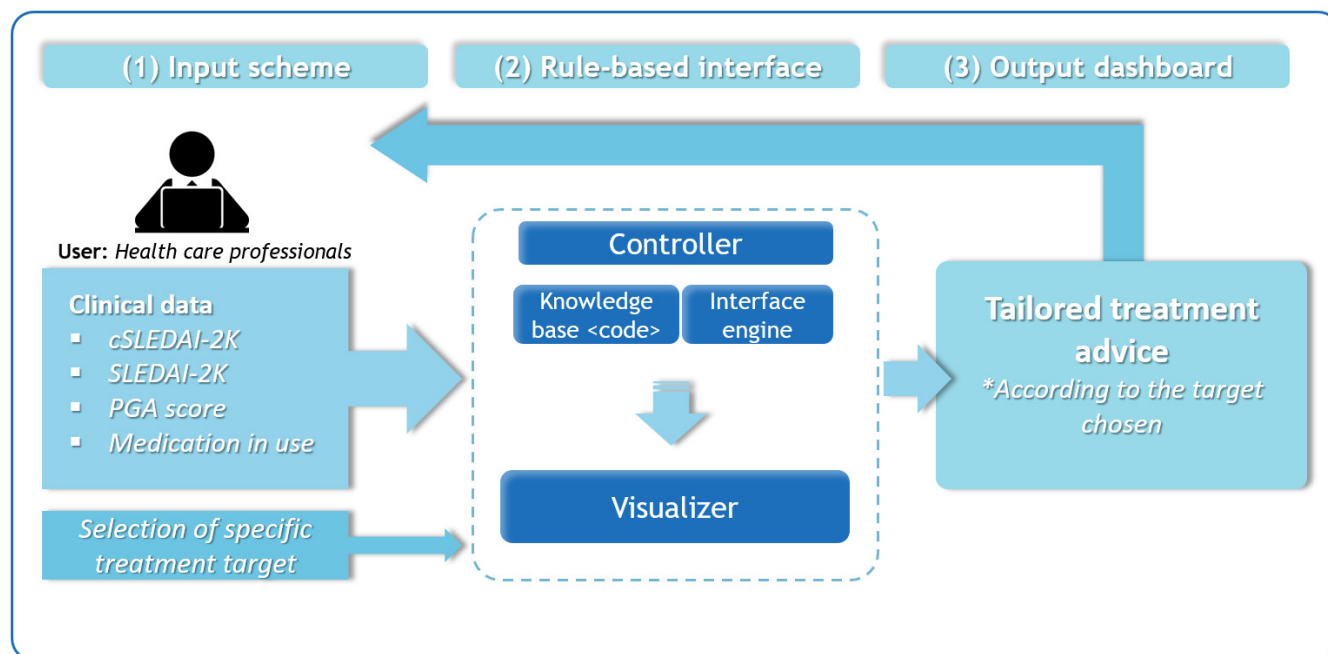 (1) Input scheme
(2) Rule-based interface
(3) Output dashboard
User: Health care professionals
Clinical data
▪ cSLEDAI-2K
▪ SLEDAI-2K
▪ PGA score
▪ Medication in use
Selection of specific
treatment target
Controller
Knowledge
base <code>
Interface
engine
Visualizer
Tailored treatment
advice
*According to the target
chosen